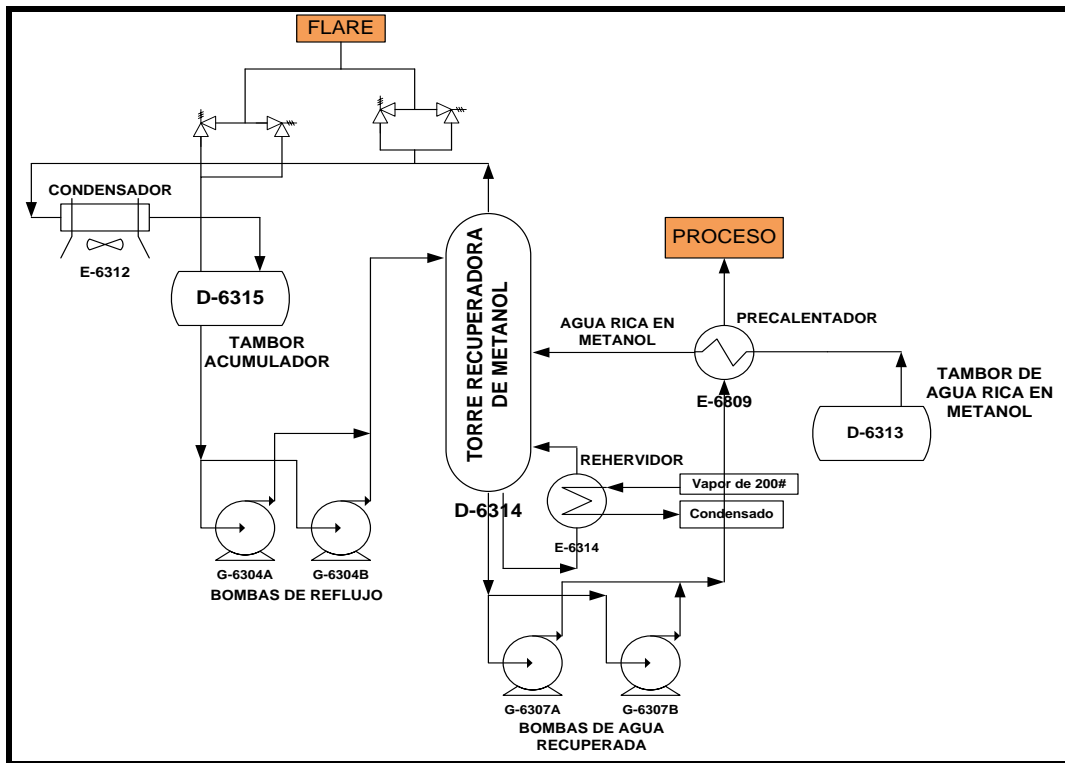 FLARE
CONDENSADOR
E-6312
D-6315
TAMBOR
ACUMULADOR
TORRE RECUPERADORA
DE METANOL
D-6314
PROCESO
PRECALENTADOR
AGUA RICA EN
METANOL
E-6809
TAMBOR DE
AGUA RICA EN
METANOL
D-6313
REHERVIDOR
Vapor de 200#
Condensado
E-6314
G-6304A
G-6304B
BOMBAS DE REFLUJO
G-6307A
G-6307B
BOMBAS DE AGUA
RECUPERADA